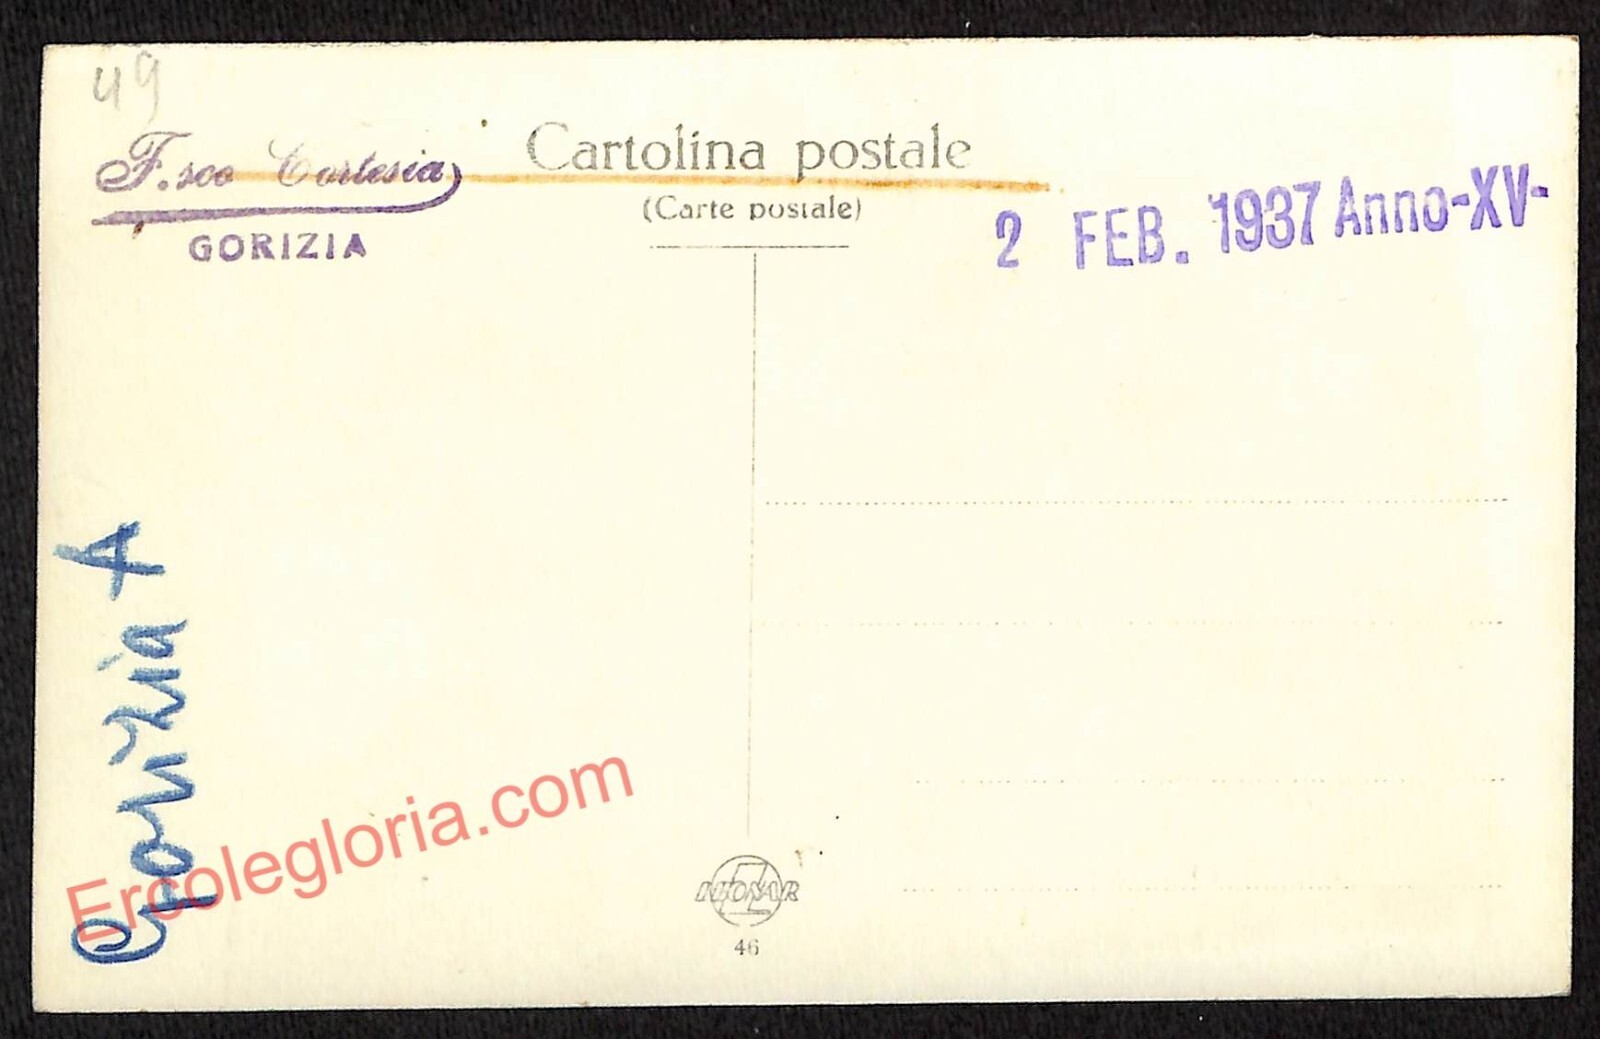 49
F.sco Cortesia
GORIZIA
Cartolina postale
(Carte postale)
2 FEB. 1937 Anno-XV-
Gorizia A
Ercolegloria.com
46